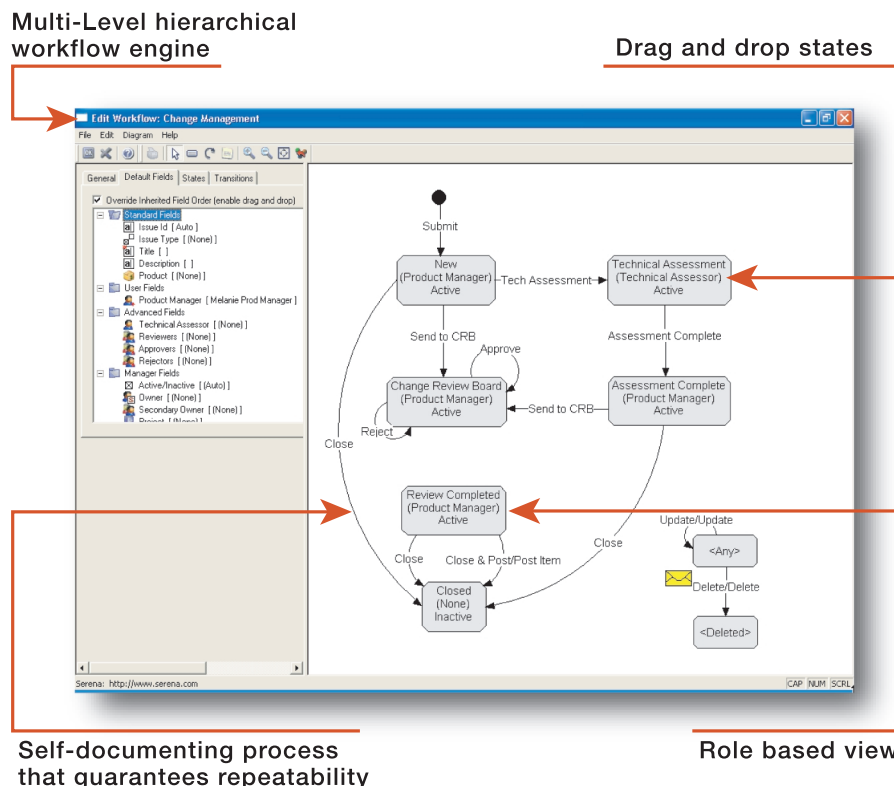 Multi-Level hierarchical
workflow engine
Drag and drop states
Edit Workflow: Change Management
File Edit Diagram Help
General Default Fields States Transitions
Override Inherited Field Order (enable drag and drop)
Standard Fields
Issue Id [ Auto ]
Issue Type [ (None) ]
Title [ ]
Description [ ]
Product [ (None) ]
User Fields
Product Manager [ Melanie Prod Manager ]
Advanced Fields
Technical Assessor [ (None) ]
Reviewers [ (None) ]
Approvers [ (None) ]
Rejectors [ (None) ]
Manager Fields
Active/Inactive [ (Auto) ]
Owner [ (None) ]
Secondary Owner [ (None) ]
Project [ (None) ]
Submit
New
(Product Manager)
Active
Tech Assessment
Technical Assessment
(Technical Assessor)
Active
Send to CRB
Assessment Complete
Approve
Change Review Board
(Product Manager)
Active
Send to CRB
Assessment Complete
(Product Manager)
Active
Reject
Close
Review Completed
(Product Manager)
Active
Close
Close & Post/Post Item
Close
Closed
(None)
Inactive
Update/Update
<Any>
Delete/Delete
<Deleted>
Serena: http://www.serena.com
CAP NUM SCRL
Self-documenting process
that guarantees repeatability
Role based view